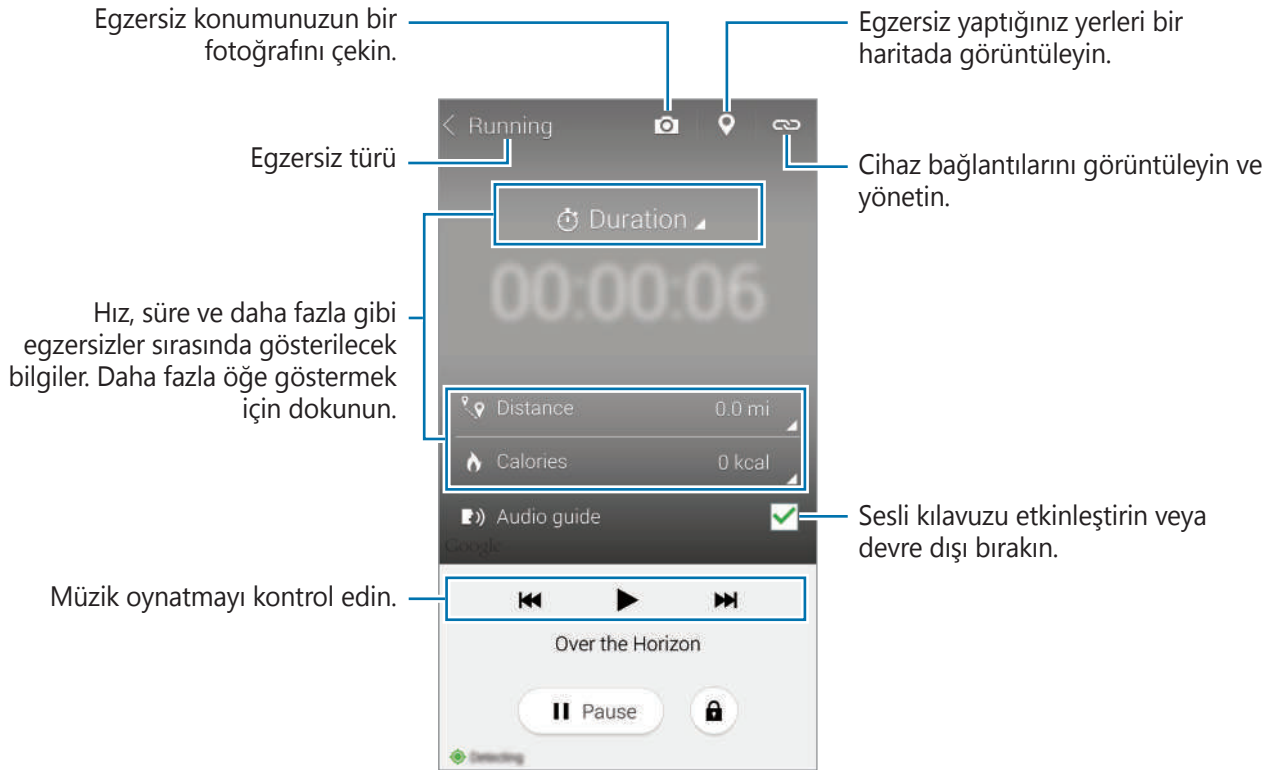 Egzersiz konumunuzun bir
fotoğrafını çekin.
Egzersiz yaptığınız yerleri bir
haritada görüntüleyin.
Running
Egzersiz türü
Cihaz bağlantılarını görüntüleyin ve
yönetin.
Duration
00:00:06
Hız, süre ve daha fazla gibi
egzersizler sırasında gösterilecek
bilgiler. Daha fazla öğe göstermek
için dokunun.
Distance 0.0 mi
Calories 0 kcal
Audio guide
Google
Sesli kılavuzu etkinleştirin veya
devre dışı bırakın.
Müzik oynatmayı kontrol edin.
Over the Horizon
Pause
Detecting